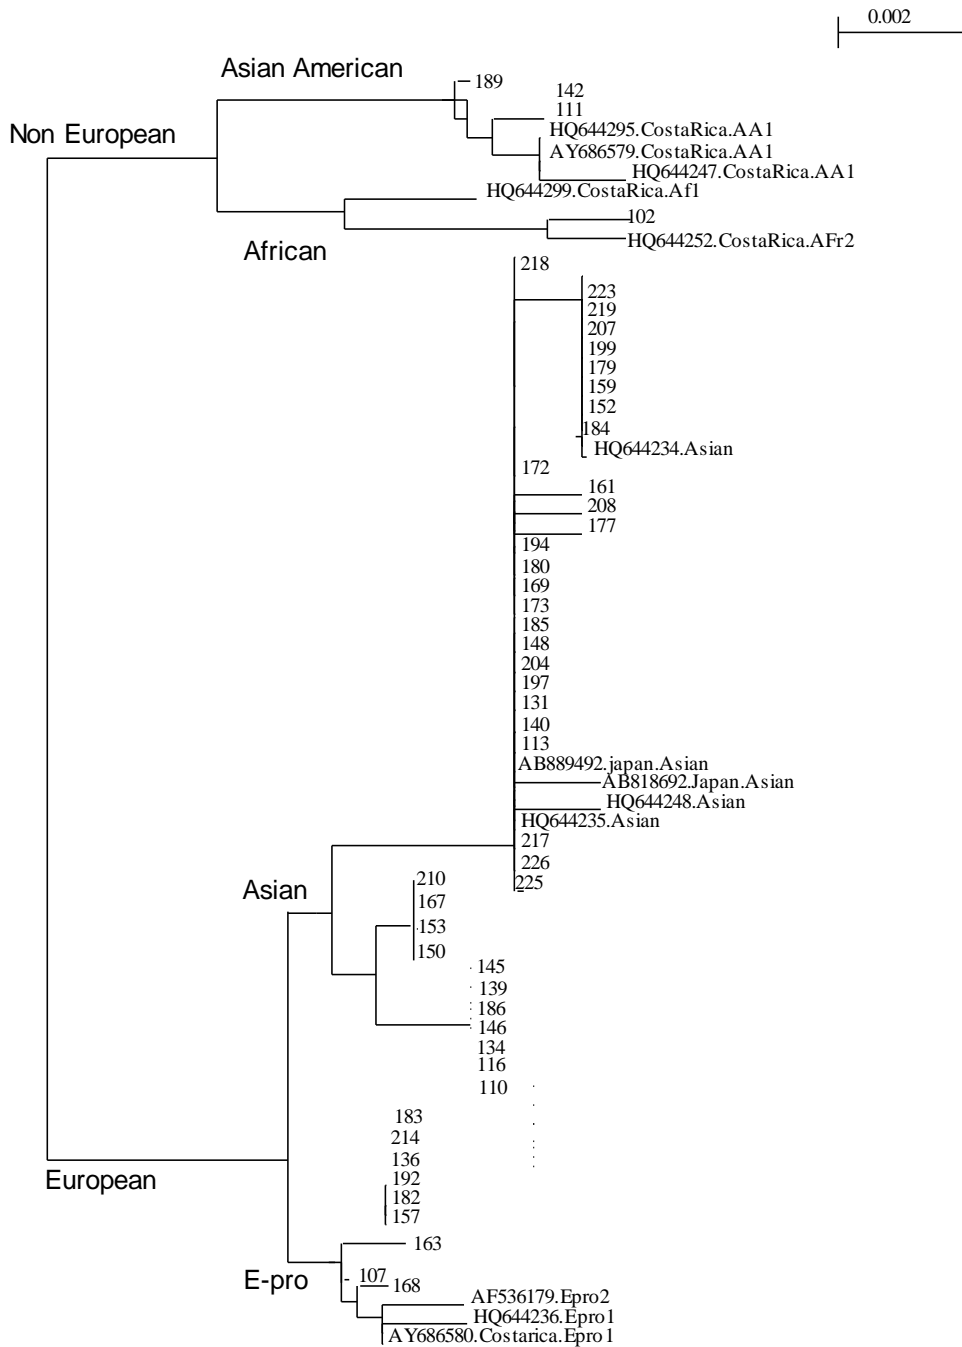 0.002
Asian American
189
142
111
Non European
HQ644295.CostaRica.AA1
AY686579.CostaRica.AA1
HQ644247.CostaRica.AA1
HQ644299.CostaRica.Af1
102
HQ644252.CostaRica.AFr2
African
218
223
219
207
199
179
159
152
184
HQ644234.Asian
172
161
208
177
194
180
169
173
185
148
204
197
131
140
113
AB889492.japan.Asian
AB818692.Japan.Asian
HQ644248.Asian
HQ644235.Asian
217
226
225
Asian
210
167
153
150
145
139
186
146
134
116
110
183
214
136
192
European
182
157
163
E-pro
107
168
AF536179.Epro2
HQ644236.Epro1
AY686580.Costarica.Epro1